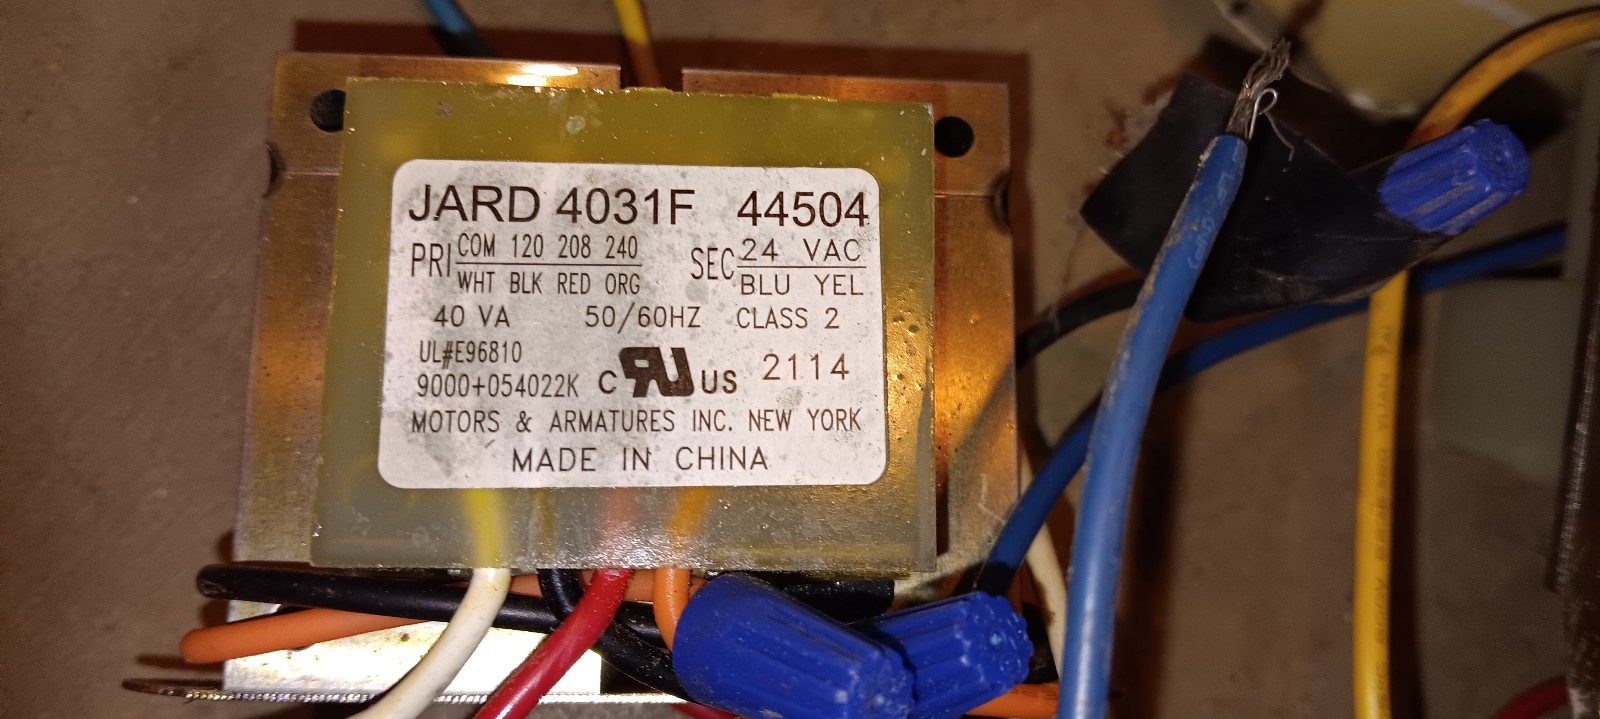 JARD 4031F 44504
PRI COM 120 208 240 SEC 24 VAC
WHT BLK RED ORG BLU YEL
40 VA 50/60HZ CLASS 2
UL#E96810
9000+054022K c RU US 2114
MOTORS & ARMATURES INC. NEW YORK
MADE IN CHINA